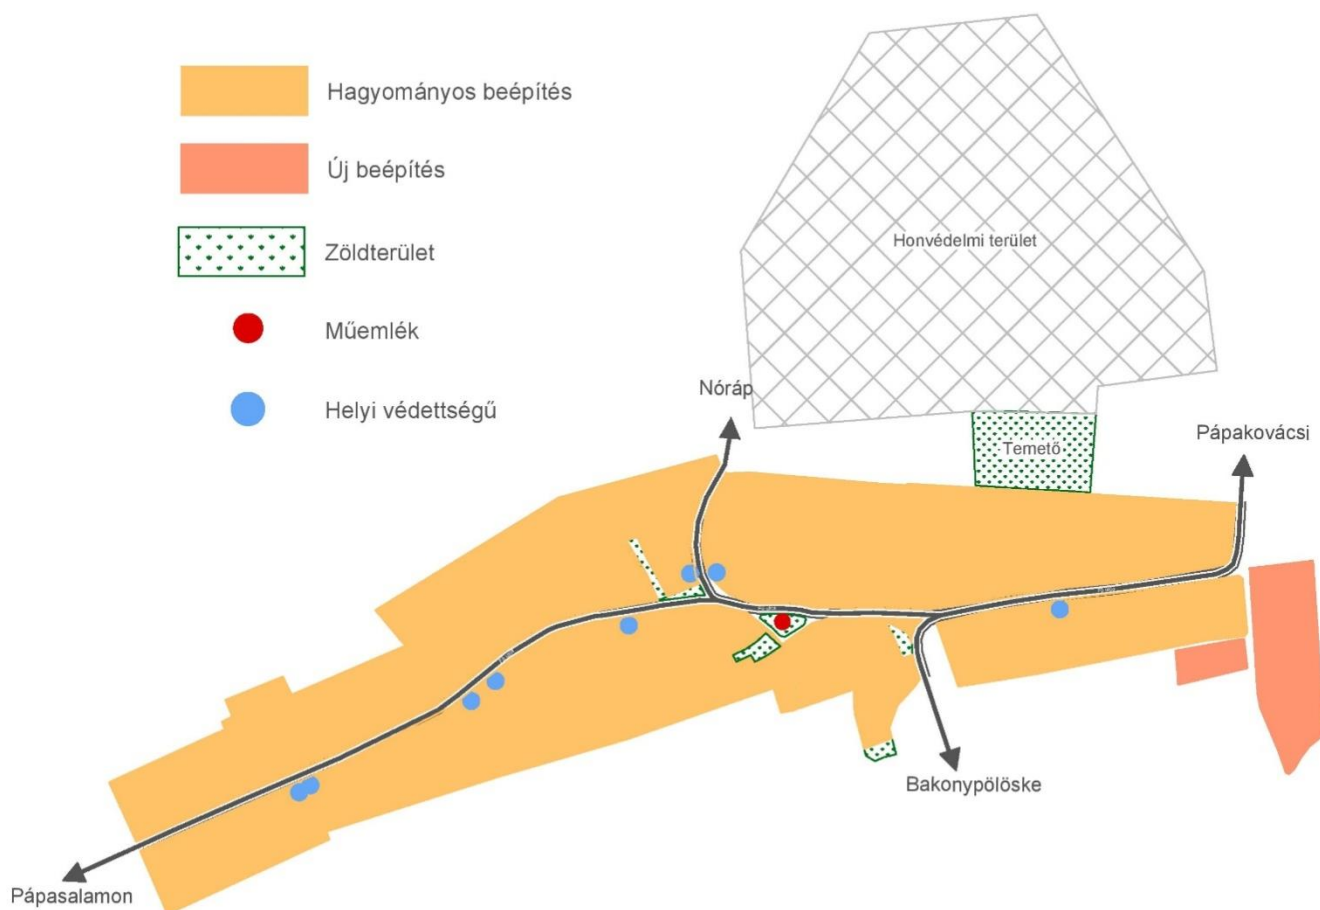 Hagyományos beépítés
Új beépítés
Zöldterület
Műemlék
Helyi védettségű
Honvédelmi terület
Nóráp
Pápakovácsi
Temető
Bakonypölöske
Pápasalamon